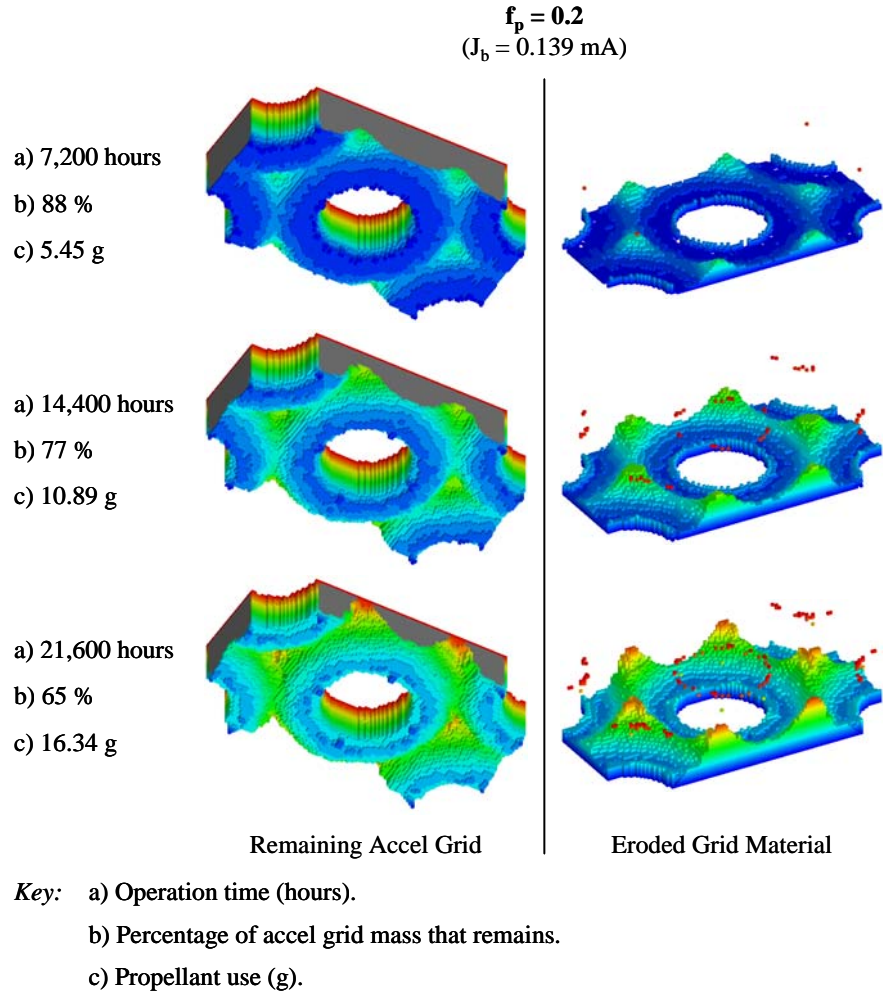 fₚ = 0.2
(J_b = 0.139 mA)
a) 7,200 hours
b) 88 %
c) 5.45 g
a) 14,400 hours
b) 77 %
c) 10.89 g
a) 21,600 hours
b) 65 %
c) 16.34 g
Remaining Accel Grid
Eroded Grid Material
Key: a) Operation time (hours).
b) Percentage of accel grid mass that remains.
c) Propellant use (g).